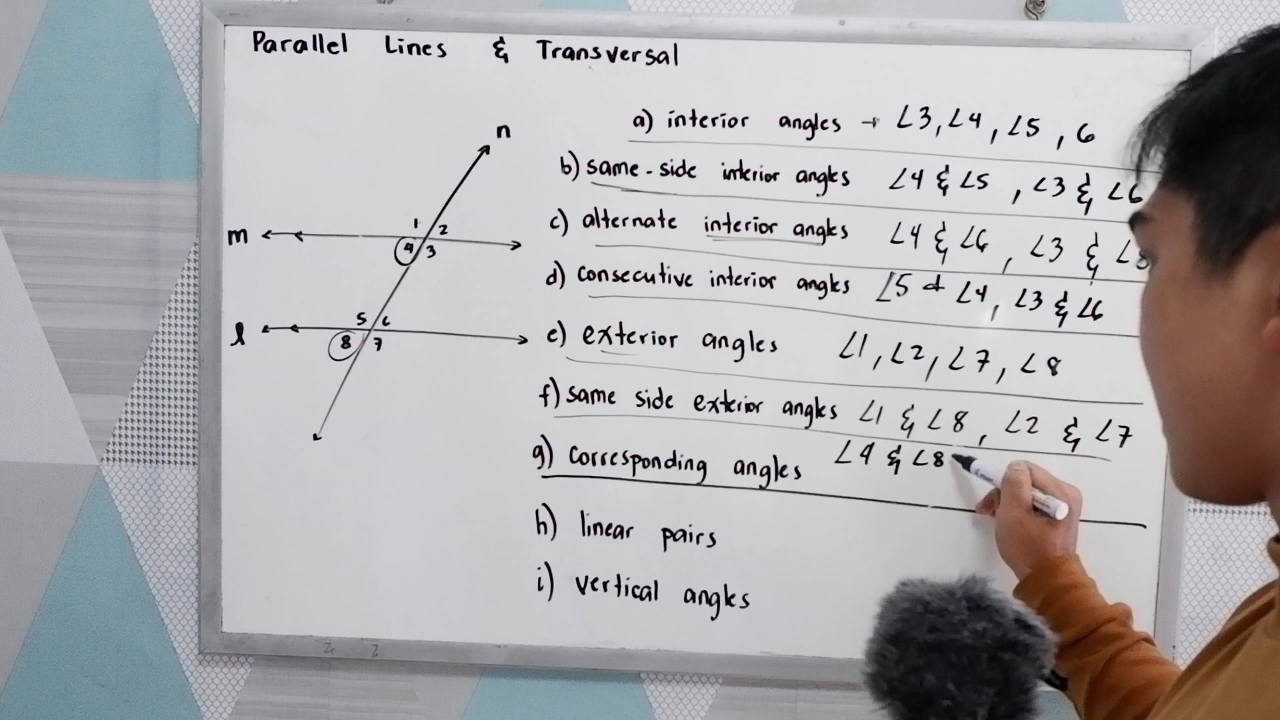 Parallel Lines & Transversal
n
a) interior angles → ∠3, ∠4, ∠5, 6
b) same-side interior angles ∠4 & ∠5, ∠3 & ∠6
m
1 2
4 3
c) alternate interior angles ∠4 & ∠6, ∠3 & ∠
d) consecutive interior angles ∠5 & ∠4, ∠3 & ∠6
l
5 6
8 7
e) exterior angles ∠1, ∠2, ∠7, ∠8
f) same side exterior angles ∠1 & ∠8, ∠2 & ∠7
g) corresponding angles ∠4 & ∠8
h) linear pairs
i) vertical angles